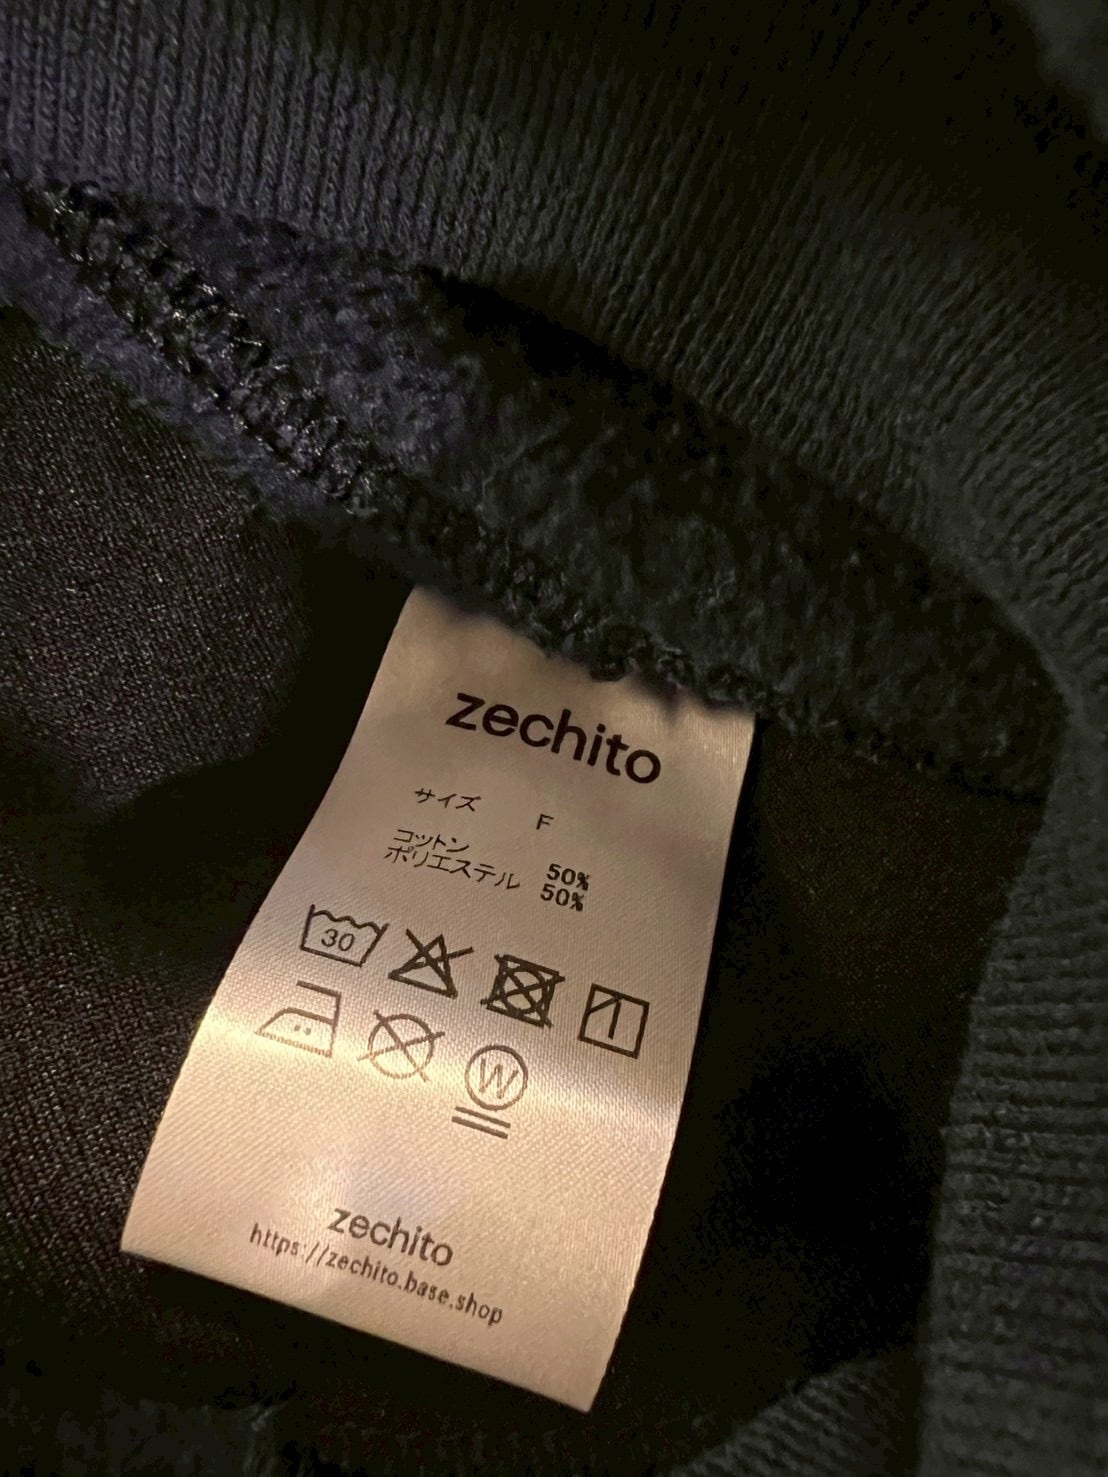 zechito
サイズ F
コットン 50%
ポリエステル 50%
30
W
zechito
https://zechito.base.shop